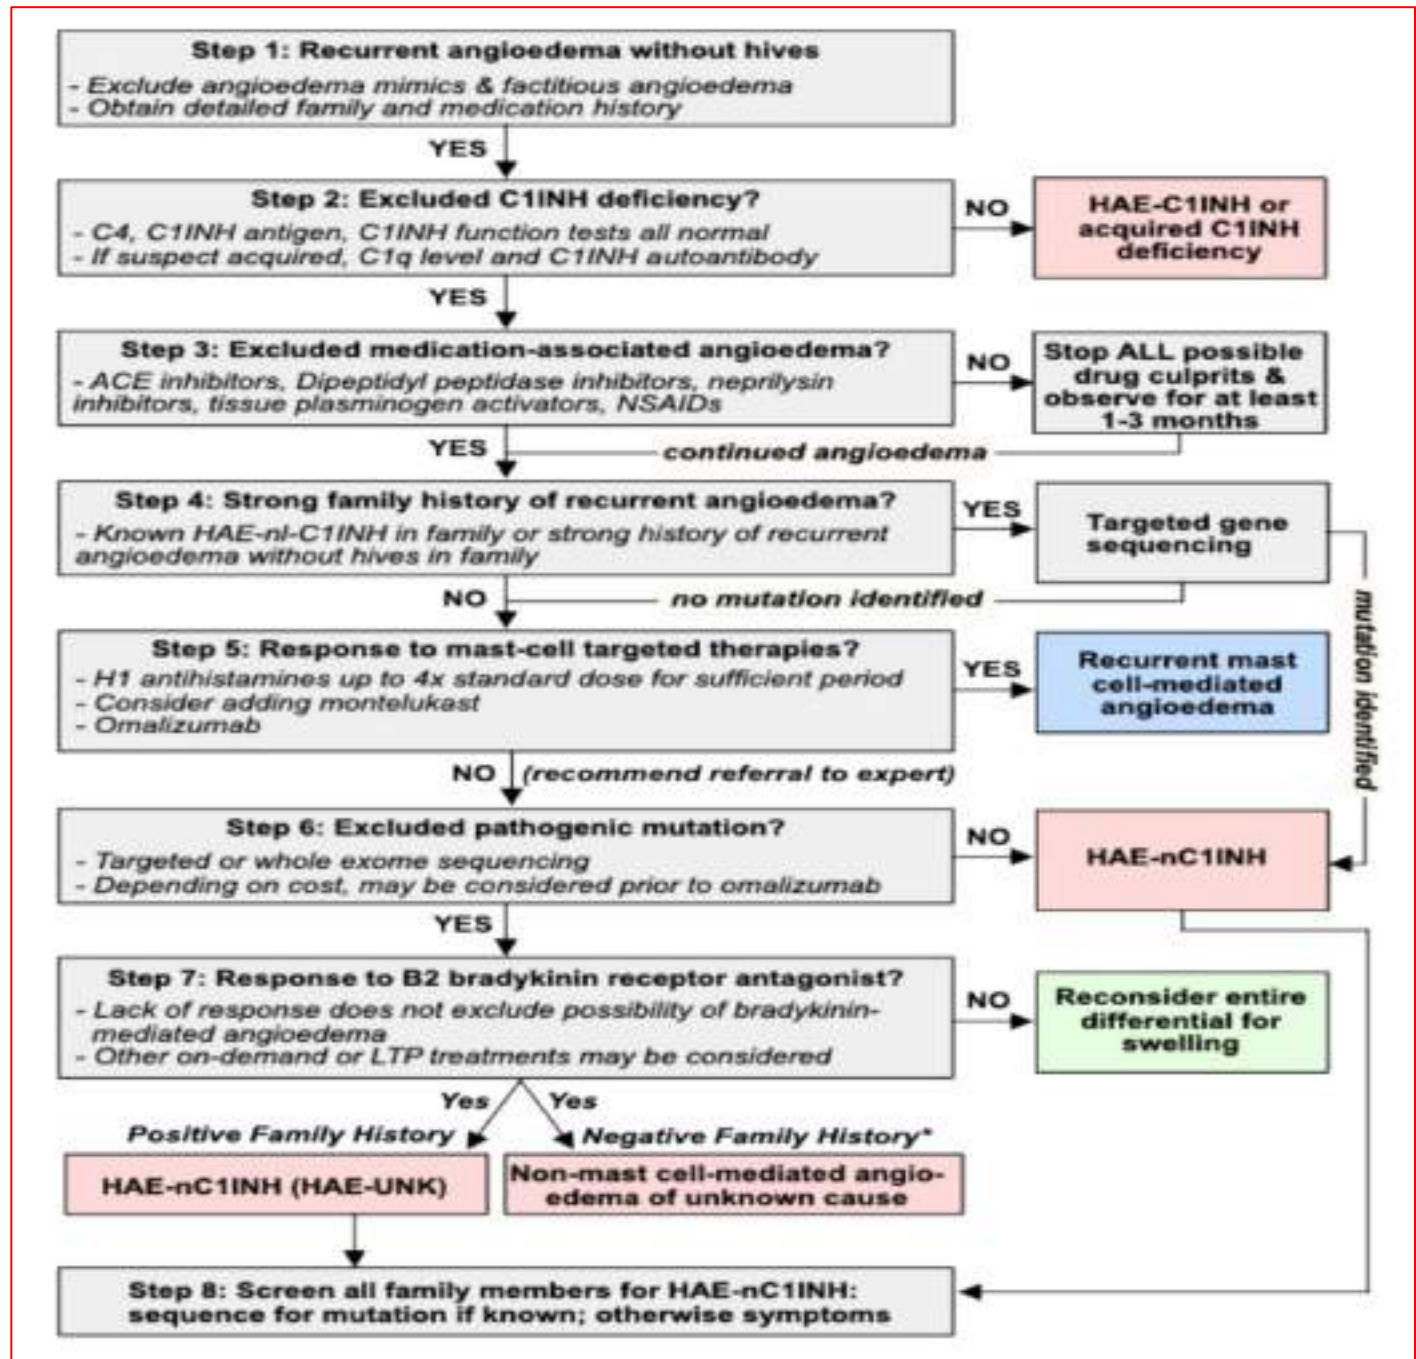 Step 1: Recurrent angioedema without hives
- Exclude angioedema mimics & factitious angioedema
- Obtain detailed family and medication history
YES
Step 2: Excluded C1INH deficiency?
- C4, C1INH antigen, C1INH function tests all normal
- If suspect acquired, C1q level and C1INH autoantibody
NO
HAE-C1INH or
acquired C1INH
deficiency
YES
Step 3: Excluded medication-associated angioedema?
- ACE inhibitors, Dipeptidyl peptidase inhibitors, neprilysin
inhibitors, tissue plasminogen activators, NSAIDs
NO
Stop ALL possible
drug culprits &
observe for at least
1-3 months
YES
continued angioedema
Step 4: Strong family history of recurrent angioedema?
- Known HAE-nl-C1INH in family or strong history of recurrent
angioedema without hives in family
YES
Targeted gene
sequencing
NO
no mutation identified
mutation identified
Step 5: Response to mast-cell targeted therapies?
- H1 antihistamines up to 4x standard dose for sufficient period
- Consider adding montelukast
- Omalizumab
YES
Recurrent mast
cell-mediated
angioedema
NO
(recommend referral to expert)
Step 6: Excluded pathogenic mutation?
- Targeted or whole exome sequencing
- Depending on cost, may be considered prior to omalizumab
NO
HAE-nC1INH
YES
Step 7: Response to B2 bradykinin receptor antagonist?
- Lack of response does not exclude possibility of bradykinin-
mediated angioedema
- Other on-demand or LTP treatments may be considered
NO
Reconsider entire
differential for
swelling
Yes
Yes
Positive Family History
Negative Family History*
HAE-nC1INH (HAE-UNK)
Non-mast cell-mediated angio-
edema of unknown cause
Step 8: Screen all family members for HAE-nC1INH:
sequence for mutation if known; otherwise symptoms